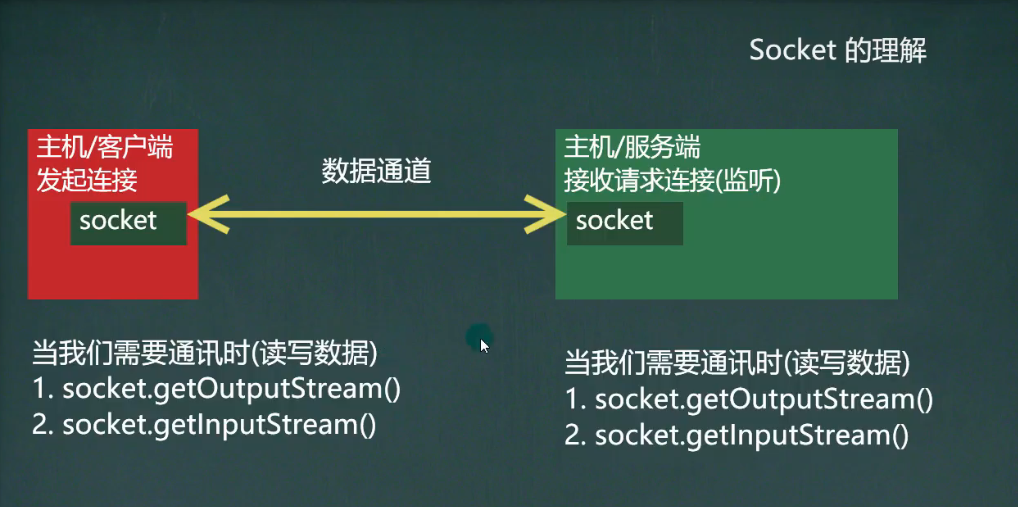 Socket 的理解
主机/客户端
发起连接
socket
数据通道
主机/服务端
接收请求连接(监听)
socket
当我们需要通讯时(读写数据)
1. socket.getOutputStream()
2. socket.getInputStream()
当我们需要通讯时(读写数据)
1. socket.getOutputStream()
2. socket.getInputStream()